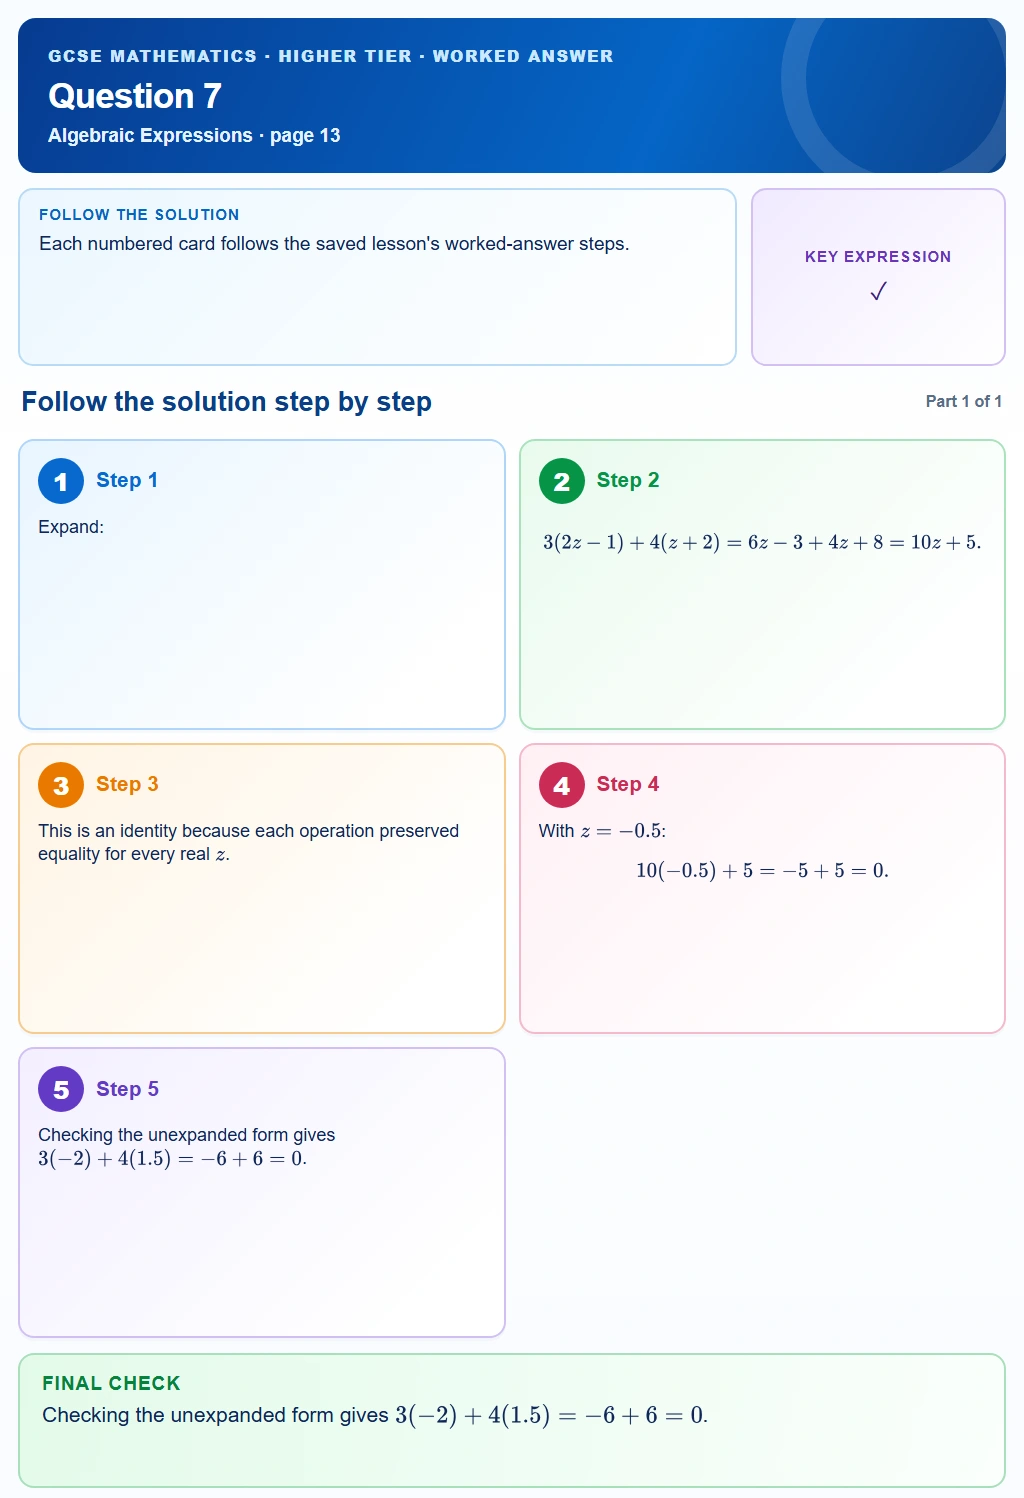 GCSE MATHEMATICS · HIGHER TIER · WORKED ANSWER
Question 7
Algebraic Expressions · page 13
FOLLOW THE SOLUTION
Each numbered card follows the saved lesson's worked-answer steps.
KEY EXPRESSION
✓
Follow the solution step by step
Part 1 of 1
1 Step 1
Expand:
2 Step 2
3(2z − 1) + 4(z + 2) = 6z − 3 + 4z + 8 = 10z + 5.
3 Step 3
This is an identity because each operation preserved
equality for every real z.
4 Step 4
With z = −0.5:
10(−0.5) + 5 = −5 + 5 = 0.
5 Step 5
Checking the unexpanded form gives
3(−2) + 4(1.5) = −6 + 6 = 0.
FINAL CHECK
Checking the unexpanded form gives 3(−2) + 4(1.5) = −6 + 6 = 0.